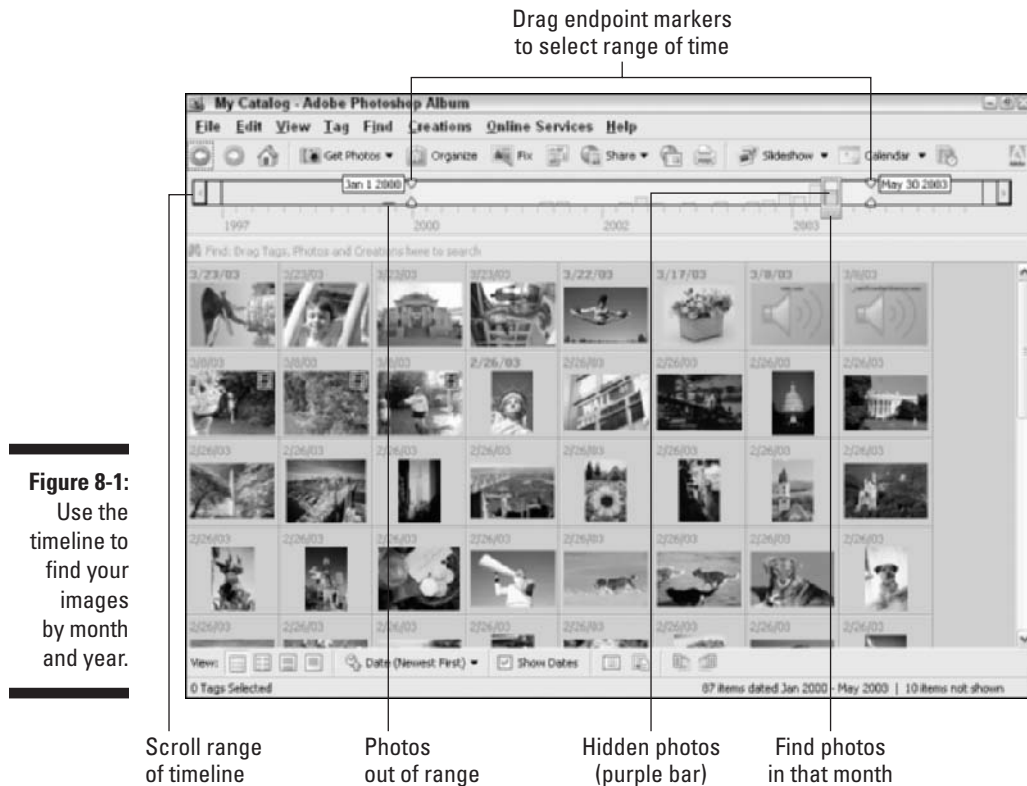 Drag endpoint markers
to select range of time
My Catalog - Adobe Photoshop Album
File Edit View Tag Find Creations Online Services Help
Get Photos Organize Fix Share Slideshow Calendar
Jan 1 2000 May 30 2003
1997 2000 2002 2003
Find: Drag Tags, Photos and Creations here to search
3/23/03 3/23/03 3/23/03 3/23/03 3/22/03 3/17/03 3/8/03 3/8/03
3/8/03 3/8/03 3/8/03 2/26/03 2/26/03 2/26/03 2/26/03 2/26/03
2/26/03 2/26/03 2/26/03 2/26/03 2/26/03 2/26/03 2/26/03 2/26/03
2/26/03 2/26/03 2/26/03 2/26/03 2/26/03 2/26/03 2/26/03 2/26/03
2/26/03 2/26/03 2/26/03 2/26/03 2/26/03 2/26/03 2/26/03 2/26/03
View: Date (Newest First) Show Dates
0 Tags Selected 87 items dated Jan 2000 - May 2003 | 10 items not shown
Figure 8-1:
Use the
timeline to
find your
images
by month
and year.
Scroll range
of timeline
Photos
out of range
Hidden photos
(purple bar)
Find photos
in that month